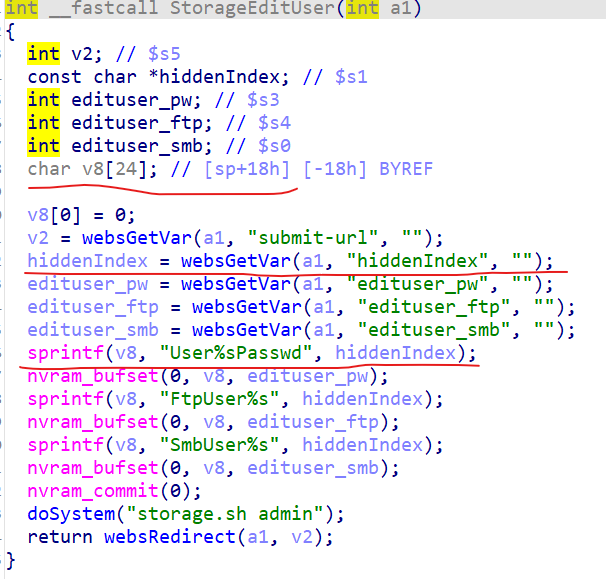 int __fastcall StorageEditUser(int a1)
{
int v2; // $s5
const char *hiddenIndex; // $s1
int edituser_pw; // $s3
int edituser_ftp; // $s4
int edituser_smb; // $s0
char v8[24]; // [sp+18h] [-18h] BYREF
v8[0] = 0;
v2 = websGetVar(a1, "submit-url", "");
hiddenIndex = websGetVar(a1, "hiddenIndex", "");
edituser_pw = websGetVar(a1, "edituser_pw", "");
edituser_ftp = websGetVar(a1, "edituser_ftp", "");
edituser_smb = websGetVar(a1, "edituser_smb", "");
sprintf(v8, "User%sPasswd", hiddenIndex);
nvram_bufset(0, v8, edituser_pw);
sprintf(v8, "FtpUser%s", hiddenIndex);
nvram_bufset(0, v8, edituser_ftp);
sprintf(v8, "SmbUser%s", hiddenIndex);
nvram_bufset(0, v8, edituser_smb);
nvram_commit(0);
doSystem("storage.sh admin");
return websRedirect(a1, v2);
}